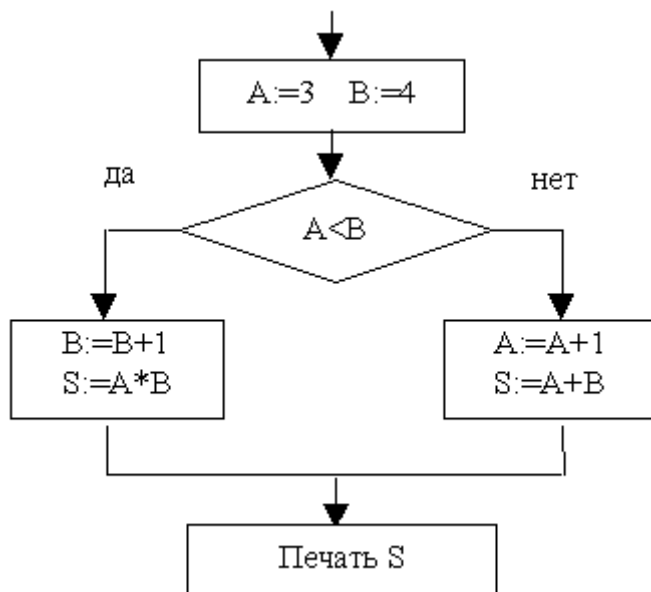 A:=3 B:=4
да
нет
A<B
B:=B+1
S:=A*B
A:=A+1
S:=A+B
Печать S